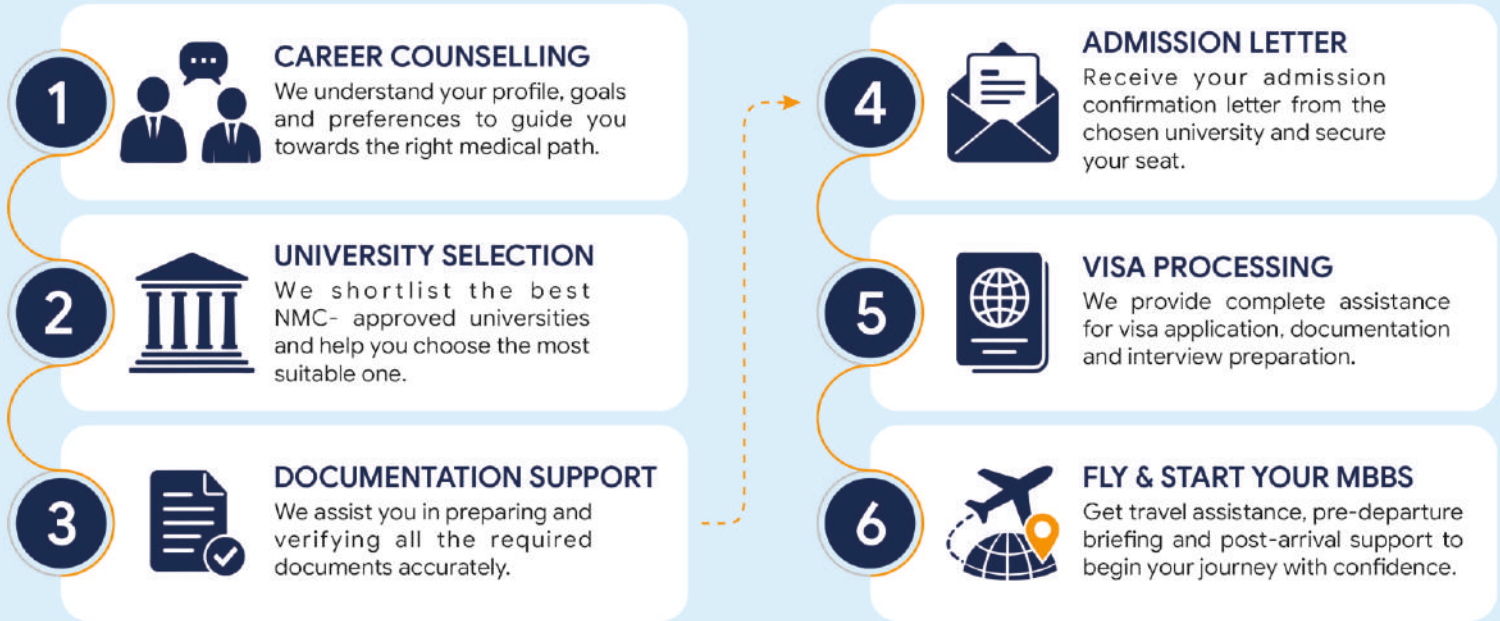 1
CAREER COUNSELLING
We understand your profile, goals
and preferences to guide you
towards the right medical path.
2
UNIVERSITY SELECTION
We shortlist the best
NMC- approved universities
and help you choose the most
suitable one.
3
DOCUMENTATION SUPPORT
We assist you in preparing and
verifying all the required
documents accurately.
4
ADMISSION LETTER
Receive your admission
confirmation letter from the
chosen university and secure
your seat.
5
VISA PROCESSING
We provide complete assistance
for visa application, documentation
and interview preparation.
6
FLY & START YOUR MBBS
Get travel assistance, pre-departure
briefing and post-arrival support to
begin your journey with confidence.